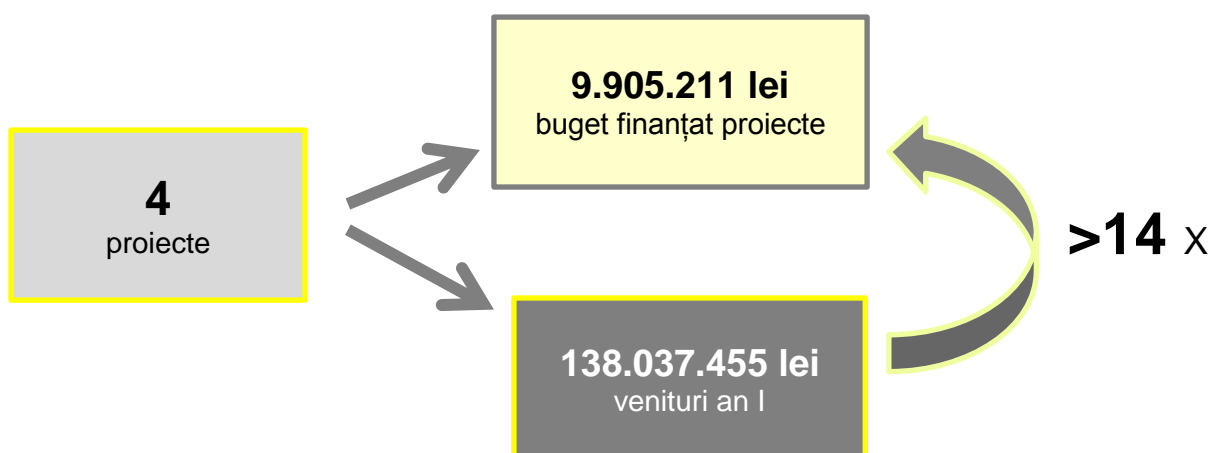 4
proiecte
9.905.211 lei
buget finanțat proiecte
138.037.455 lei
venituri an I
>14 X